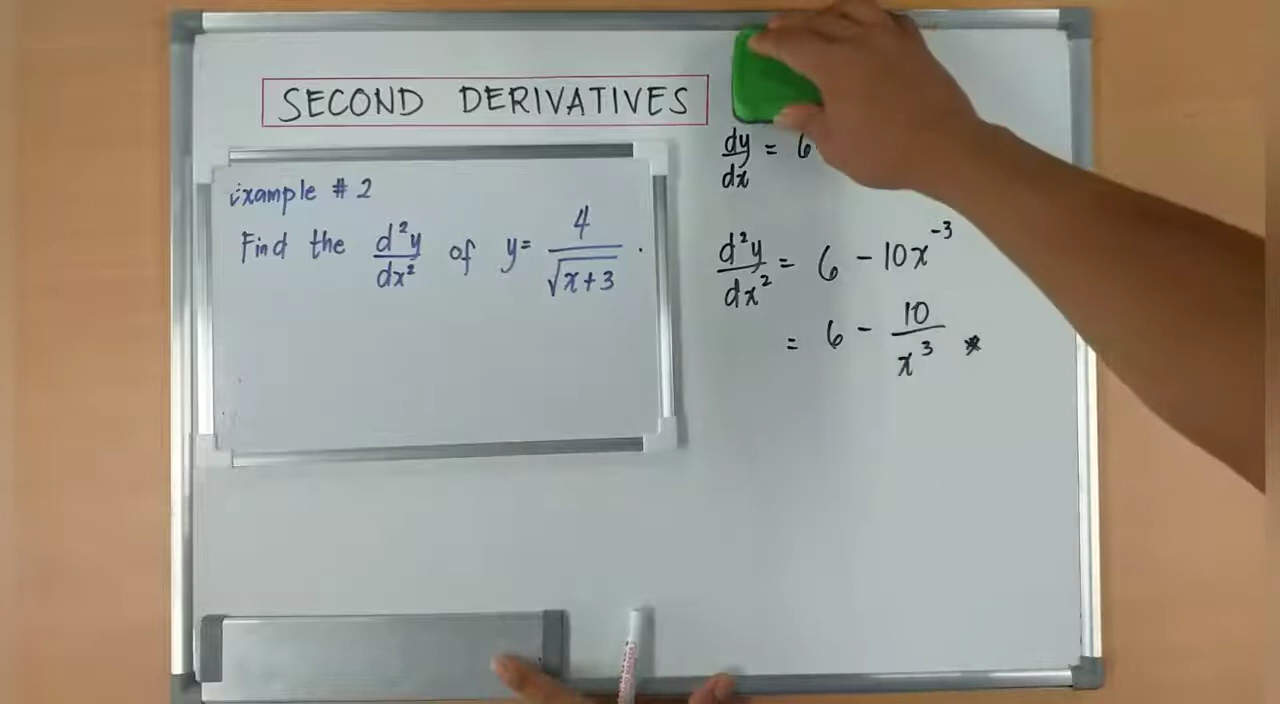 SECOND DERIVATIVES
Example # 2
Find the d²y/dx² of y= 4/√(x+3) .
dy/dx = 6
d²y/dx² = 6 - 10x⁻³
= 6 - 10/x³ *